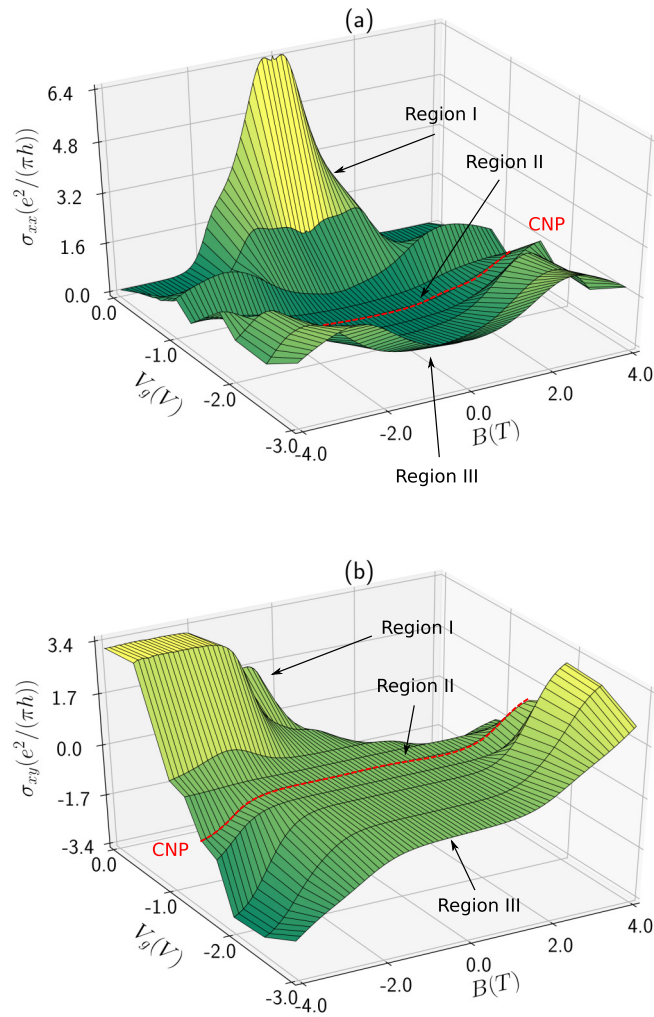 (a)
6.4
4.8
3.2
1.6
0.0
σxx(e²/(πh))
Region I
Region II
CNP
0.0
-1.0
-2.0
-3.0
Vg(V)
-4.0
-2.0
0.0
2.0
4.0
B(T)
Region III
(b)
3.4
1.7
0.0
-1.7
-3.4
σxy(e²/(πh))
Region I
Region II
CNP
0.0
-1.0
-2.0
-3.0
Vg(V)
-4.0
-2.0
0.0
2.0
4.0
B(T)
Region III